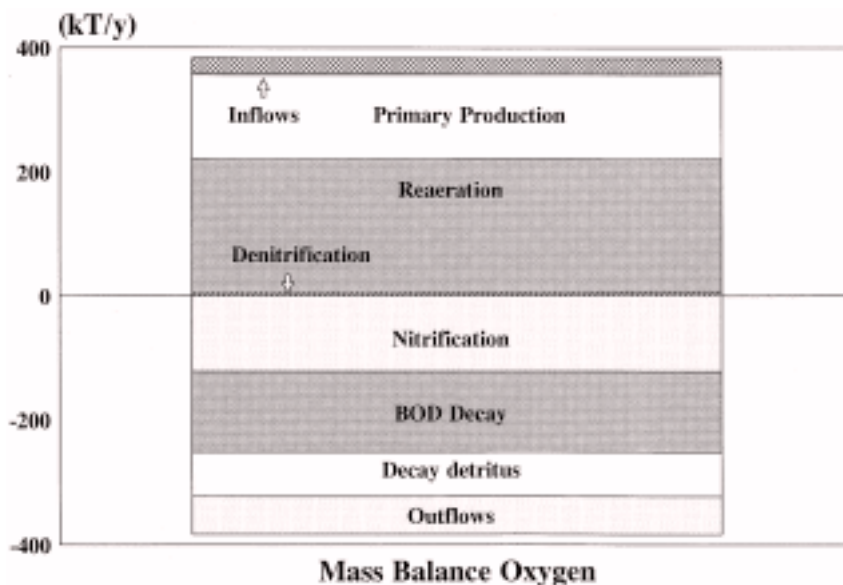 (kT/y)
400
Inflows Primary Production
200
Reaeration
Denitrification
0
Nitrification
BOD Decay
-200
Decay detritus
Outflows
-400
Mass Balance Oxygen